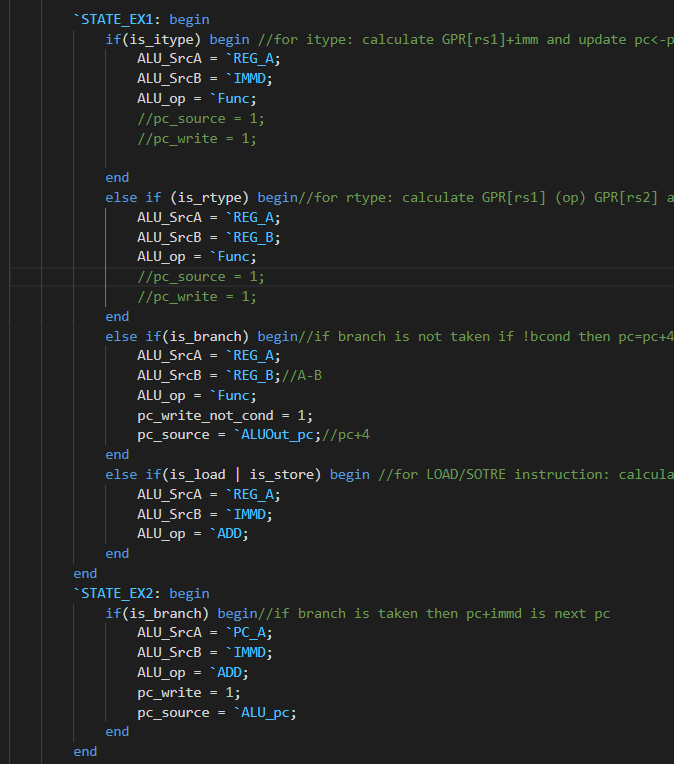 `STATE_EX1: begin
if(is_itype) begin //for itype: calculate GPR[rs1]+imm and update pc<-p
ALU_SrcA = `REG_A;
ALU_SrcB = `IMMD;
ALU_op = `Func;
//pc_source = 1;
//pc_write = 1;
end
else if (is_rtype) begin//for rtype: calculate GPR[rs1] (op) GPR[rs2] a
ALU_SrcA = `REG_A;
ALU_SrcB = `REG_B;
ALU_op = `Func;
//pc_source = 1;
//pc_write = 1;
end
else if(is_branch) begin//if branch is not taken if !bcond then pc=pc+4
ALU_SrcA = `REG_A;
ALU_SrcB = `REG_B;//A-B
ALU_op = `Func;
pc_write_not_cond = 1;
pc_source = `ALUOut_pc;//pc+4
end
else if(is_load | is_store) begin //for LOAD/SOTRE instruction: calcula
ALU_SrcA = `REG_A;
ALU_SrcB = `IMMD;
ALU_op = `ADD;
end
end
`STATE_EX2: begin
if(is_branch) begin//if branch is taken then pc+immd is next pc
ALU_SrcA = `PC_A;
ALU_SrcB = `IMMD;
ALU_op = `ADD;
pc_write = 1;
pc_source = `ALU_pc;
end
end